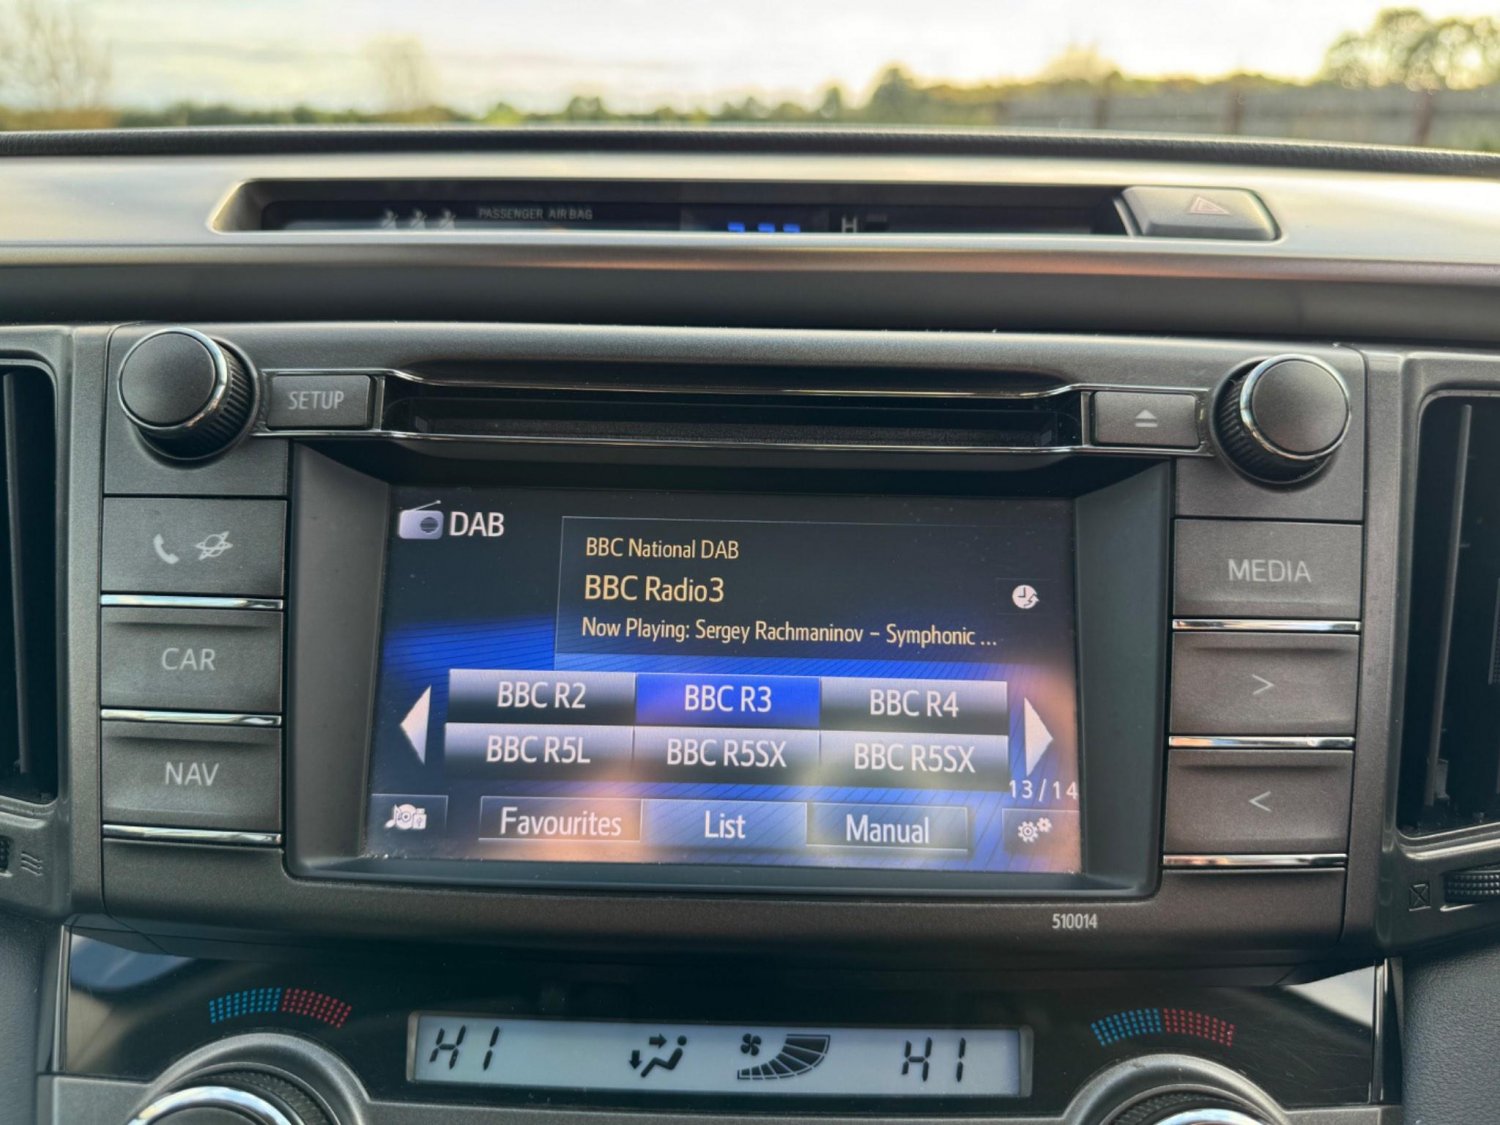 PASSENGER AIR BAG
H
SETUP
DAB
BBC National DAB
BBC Radio3
Now Playing: Sergey Rachmaninov – Symphonic ...
MEDIA
CAR
>
BBC R2
BBC R3
BBC R4
BBC R5L
BBC R5SX
BBC R5SX
NAV
<
13/14
Favourites
List
Manual
510014
HI
HI